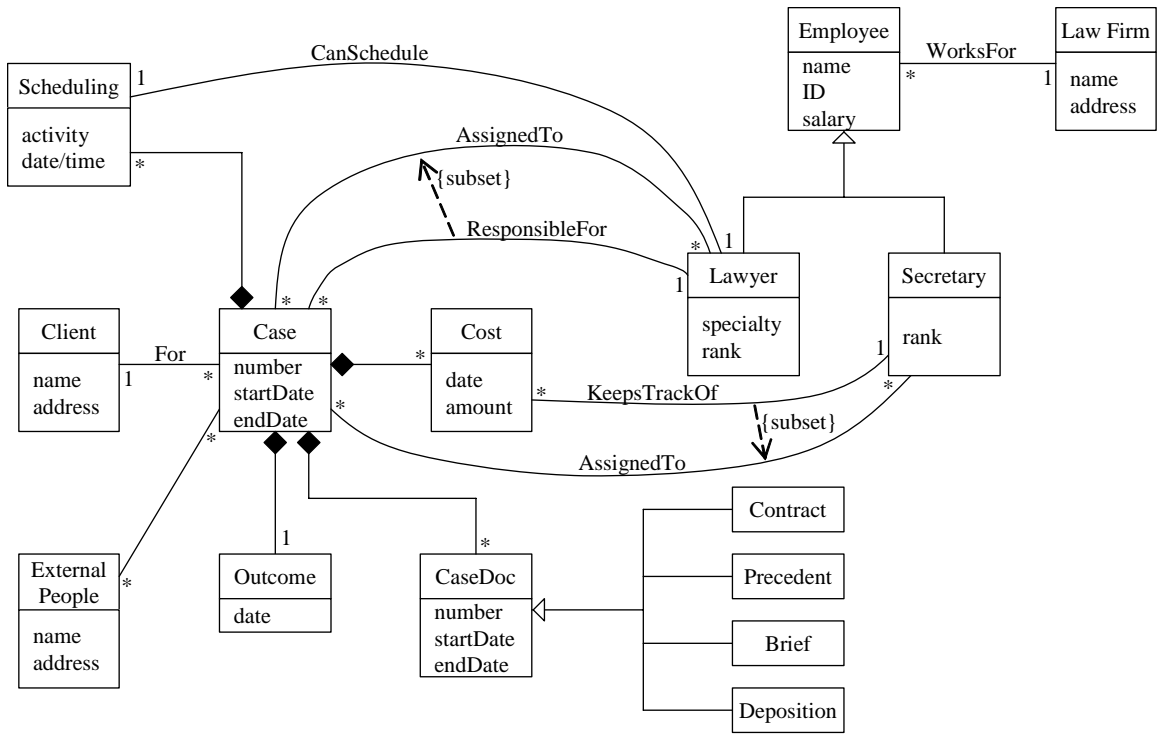 Employee
name
ID
salary
WorksFor
*
1
Law Firm
name
address
CanSchedule
Scheduling
activity
date/time
1
*
AssignedTo
{subset}
ResponsibleFor
*
1
1
Lawyer
specialty
rank
Secretary
rank
1
*
*
*
Client
name
address
For
1
*
Case
number
startDate
endDate
*
*
*
Cost
date
amount
*
KeepsTrackOf
{subset}
AssignedTo
External
People
name
address
*
1
Outcome
date
*
CaseDoc
number
startDate
endDate
Contract
Precedent
Brief
Deposition